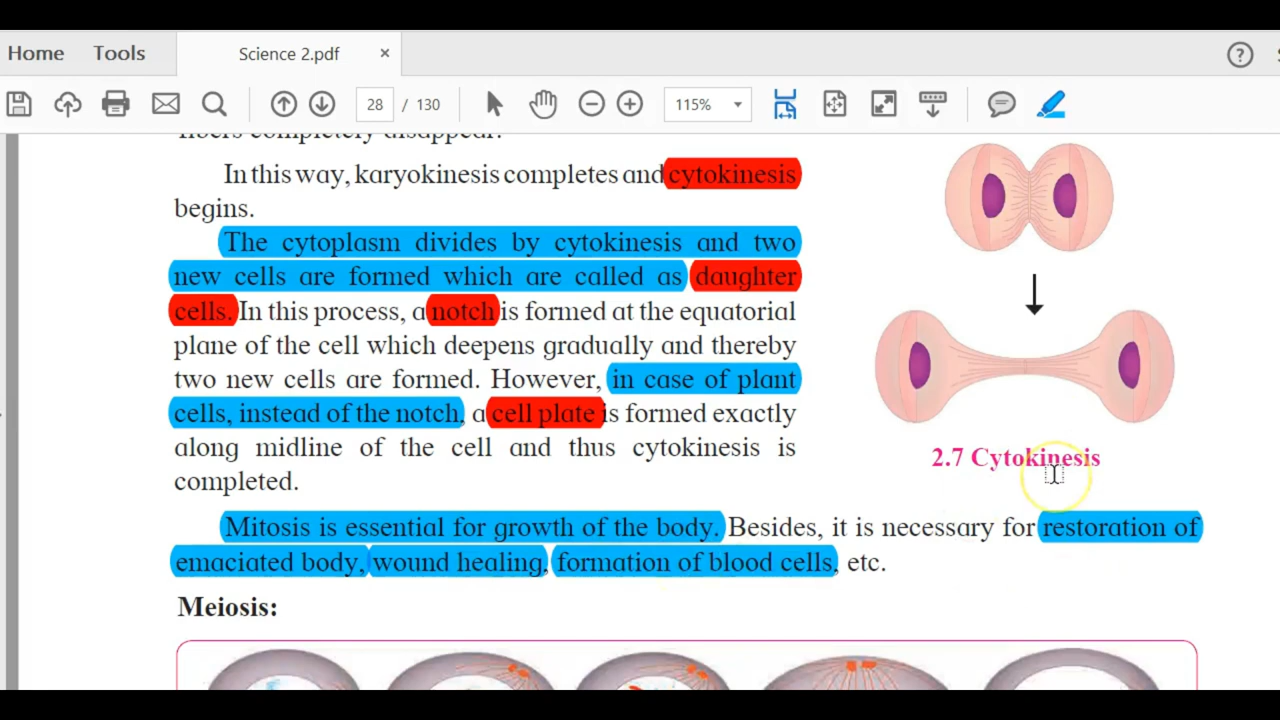 Home Tools Science 2.pdf ×
28 / 130 115%
fibers completely disappear.
In this way, karyokinesis completes and cytokinesis
begins.
The cytoplasm divides by cytokinesis and two
new cells are formed which are called as daughter
cells. In this process, a notch is formed at the equatorial
plane of the cell which deepens gradually and thereby
two new cells are formed. However, in case of plant
cells, instead of the notch, a cell plate is formed exactly
along midline of the cell and thus cytokinesis is
completed.
2.7 Cytokinesis
Mitosis is essential for growth of the body. Besides, it is necessary for restoration of
emaciated body, wound healing, formation of blood cells, etc.
Meiosis: